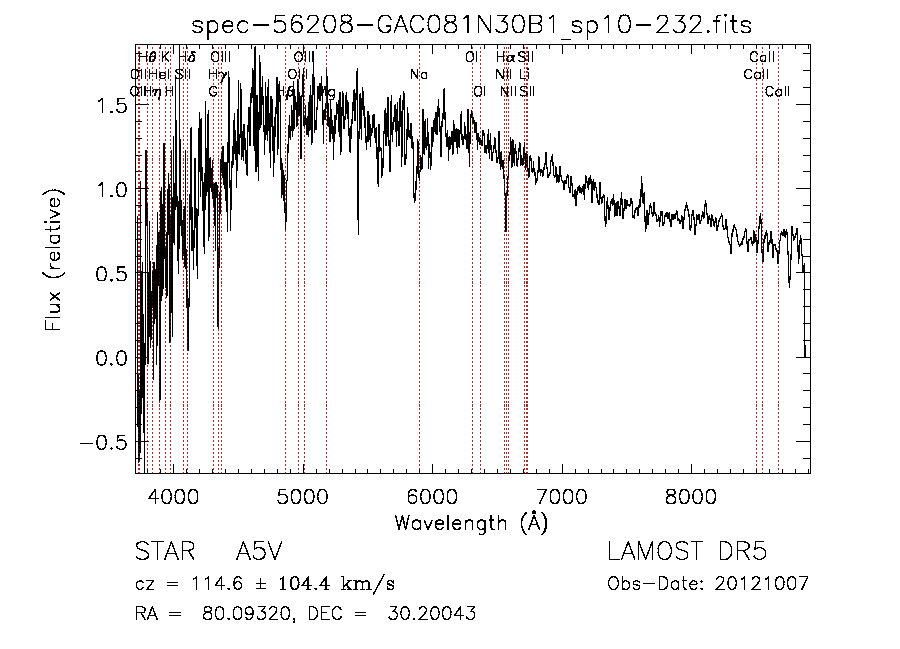 spec-56208-GAC081N30B1_sp10-232.fits
Hθ K Hδ OIII OIII OI Hα SII CaII
OII HeI SII Hγ Na NII Li CaII
OII Hη H G Hβ Mg OI NII SII CaII
Flux (relative)
1.5
1.0
0.5
0.0
−0.5
4000 5000 6000 7000 8000
Wavelength (Å)
STAR A5V LAMOST DR5
cz = 114.6 ± 104.4 km/s Obs-Date: 20121007
RA = 80.09320, DEC = 30.20043